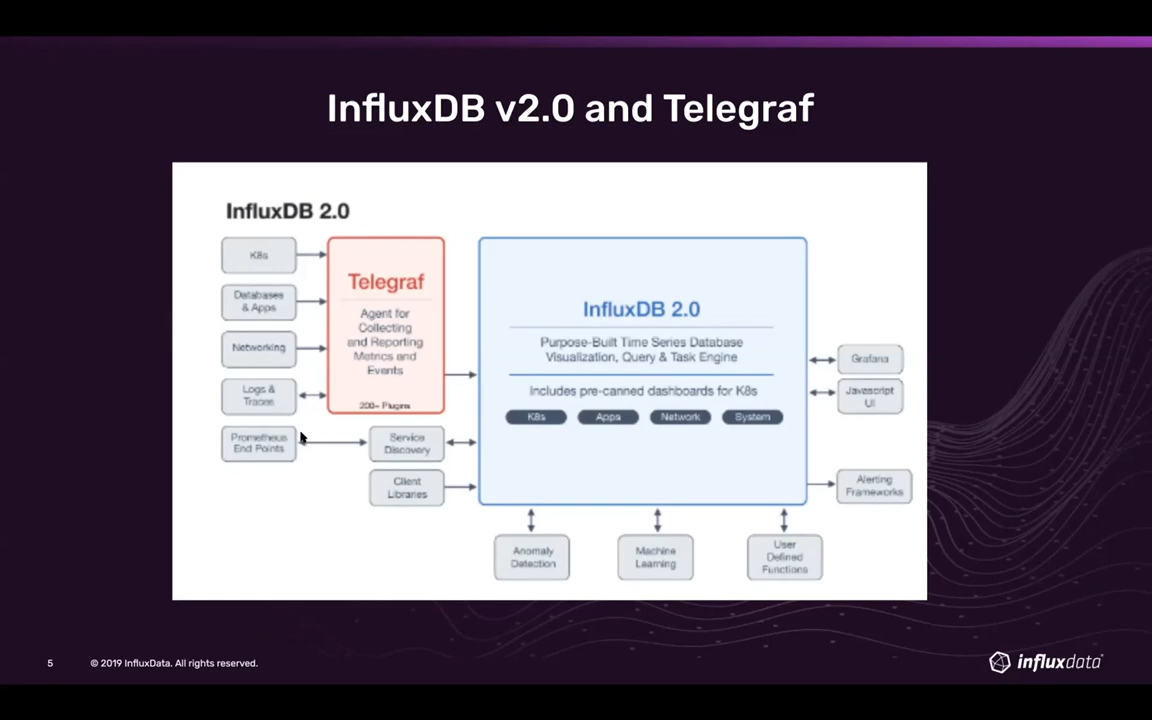 InfluxDB v2.0 and Telegraf
InfluxDB 2.0
K8s
Databases
& Apps
Networking
Logs &
Traces
Prometheus
End Points
Telegraf
Agent for
Collecting
and Reporting
Metrics and
Events
200+ Plugins
Service
Discovery
Client
Libraries
InfluxDB 2.0
Purpose-Built Time Series Database
Visualization, Query & Task Engine
Includes pre-canned dashboards for K8s
K8s
Apps
Network
System
Grafana
Javascript
UI
Alerting
Frameworks
Anomaly
Detection
Machine
Learning
User
Defined
Functions
5
© 2019 InfluxData. All rights reserved.
influxdata